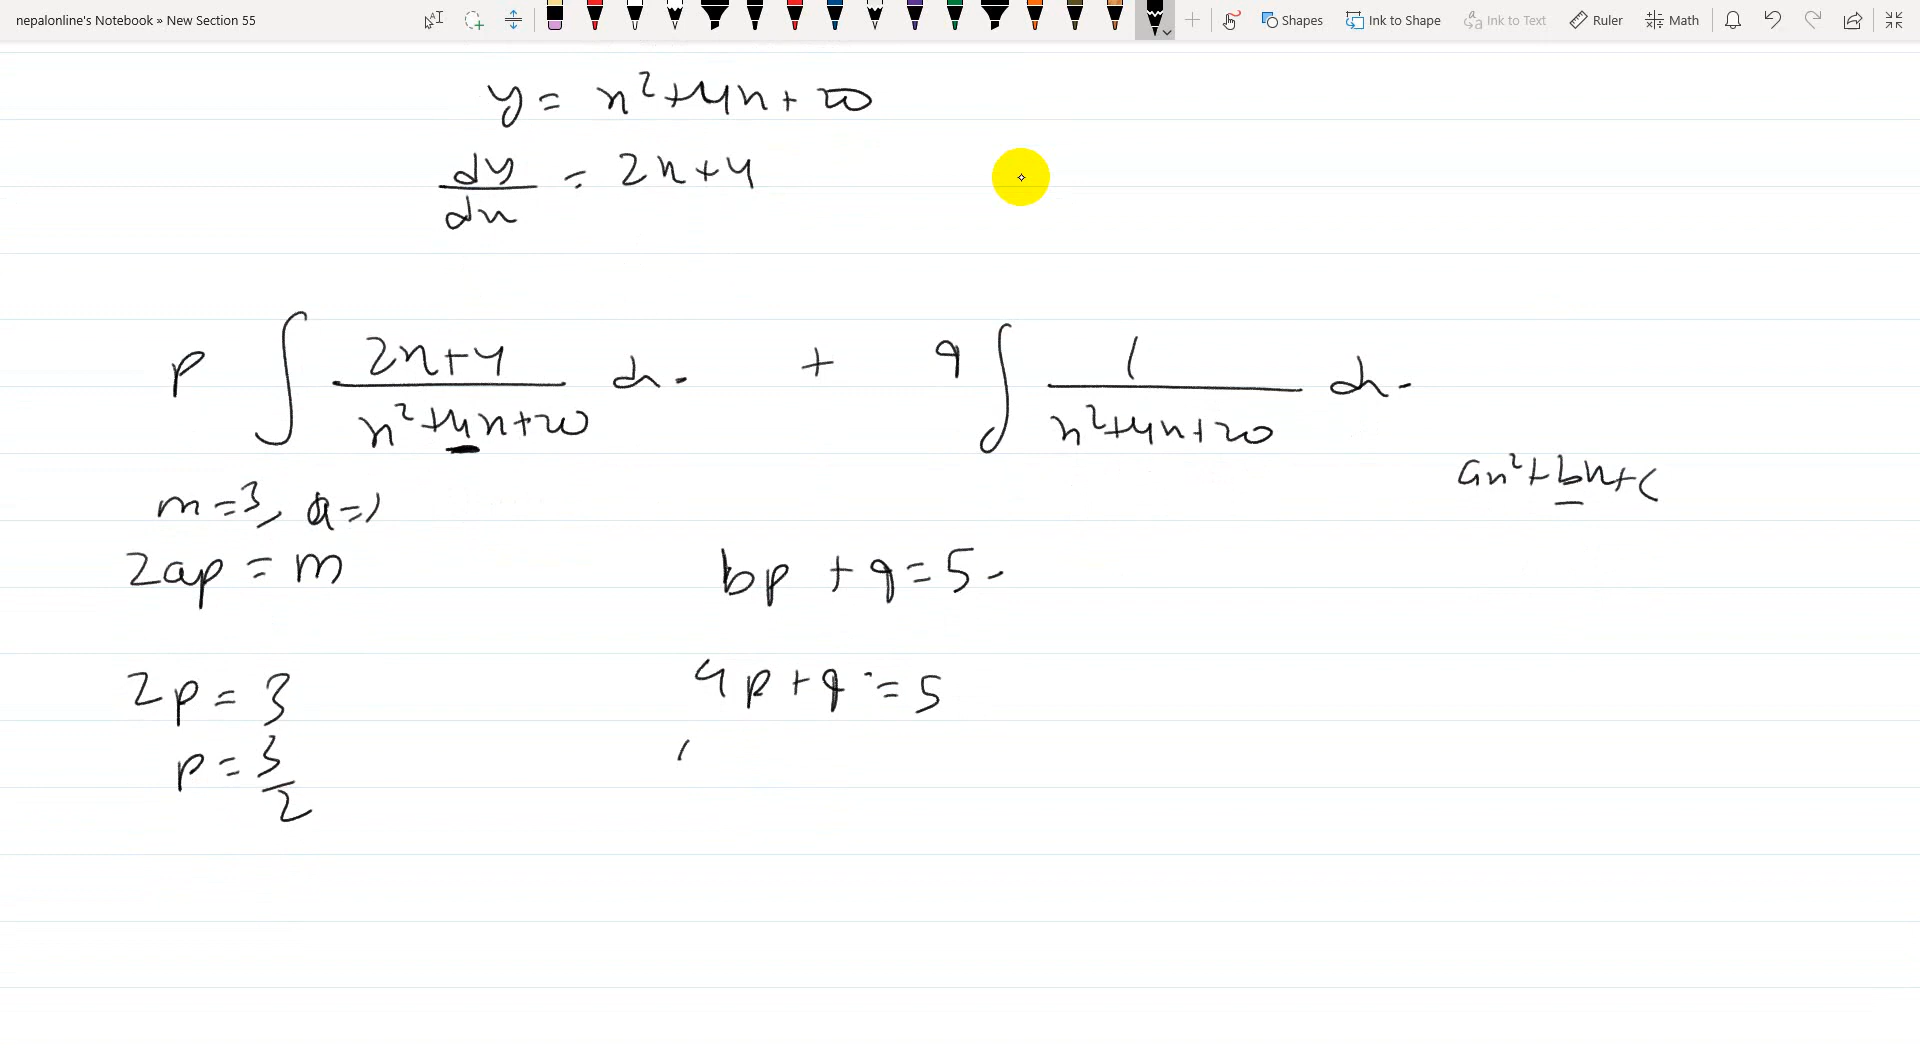 nepalonline's Notebook » New Section 55
Shapes Ink to Shape Ink to Text Ruler Math
y = x² + 4x + 20
dy/dx = 2x + 4
p ∫ (2x + 4)/(x² + 4x + 20) dx. + q ∫ 1/(x² + 4x + 20) dx.
ax² + bx + c
m = 3, a = 1
2ap = m bp + q = 5 -
2p = 3 4p + q = 5
p = 3/2